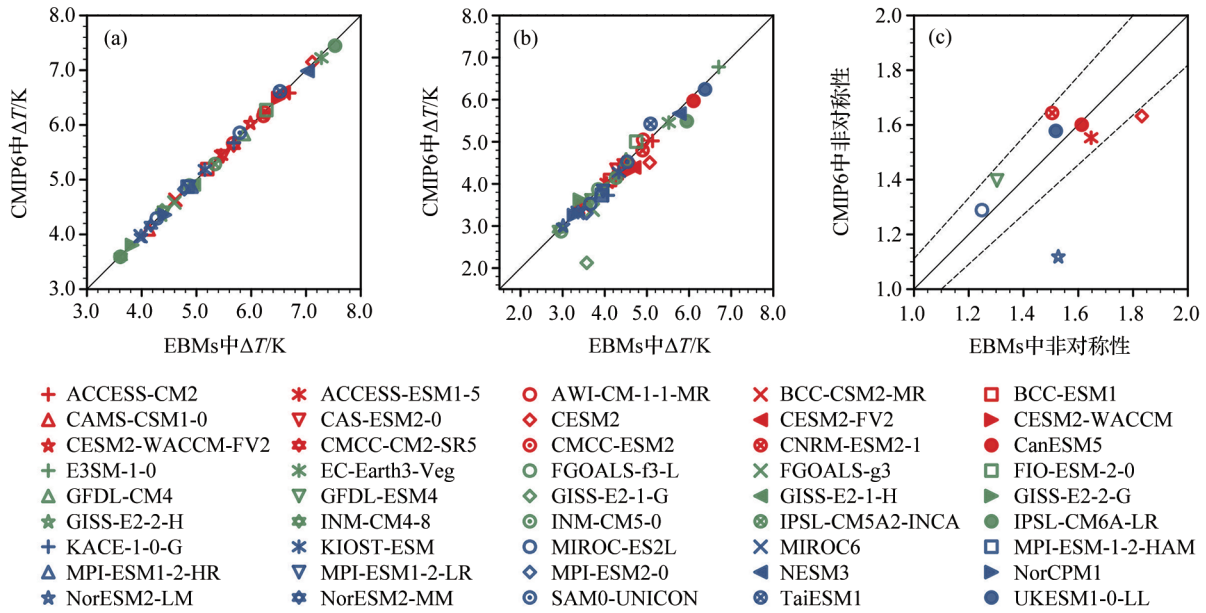 (a)
8.0
7.0
6.0
5.0
4.0
3.0
3.0 4.0 5.0 6.0 7.0 8.0
CMIP6中ΔT/K
EBMs中ΔT/K
(b)
8.0
7.0
6.0
5.0
4.0
3.0
2.0
2.0 3.0 4.0 5.0 6.0 7.0 8.0
CMIP6中ΔT/K
EBMs中ΔT/K
(c)
2.0
1.8
1.6
1.4
1.2
1.0
1.0 1.2 1.4 1.6 1.8 2.0
CMIP6中非对称性
EBMs中非对称性
ACCESS-CM2 ACCESS-ESM1-5 AWI-CM-1-1-MR BCC-CSM2-MR BCC-ESM1
CAMS-CSM1-0 CAS-ESM2-0 CESM2 CESM2-FV2 CESM2-WACCM
CESM2-WACCM-FV2 CMCC-CM2-SR5 CMCC-ESM2 CNRM-ESM2-1 CanESM5
E3SM-1-0 EC-Earth3-Veg FGOALS-f3-L FGOALS-g3 FIO-ESM-2-0
GFDL-CM4 GFDL-ESM4 GISS-E2-1-G GISS-E2-1-H GISS-E2-2-G
GISS-E2-2-H INM-CM4-8 INM-CM5-0 IPSL-CM5A2-INCA IPSL-CM6A-LR
KACE-1-0-G KIOST-ESM MIROC-ES2L MIROC6 MPI-ESM-1-2-HAM
MPI-ESM1-2-HR MPI-ESM1-2-LR MPI-ESM2-0 NESM3 NorCPM1
NorESM2-LM NorESM2-MM SAM0-UNICON TaiESM1 UKESM1-0-LL